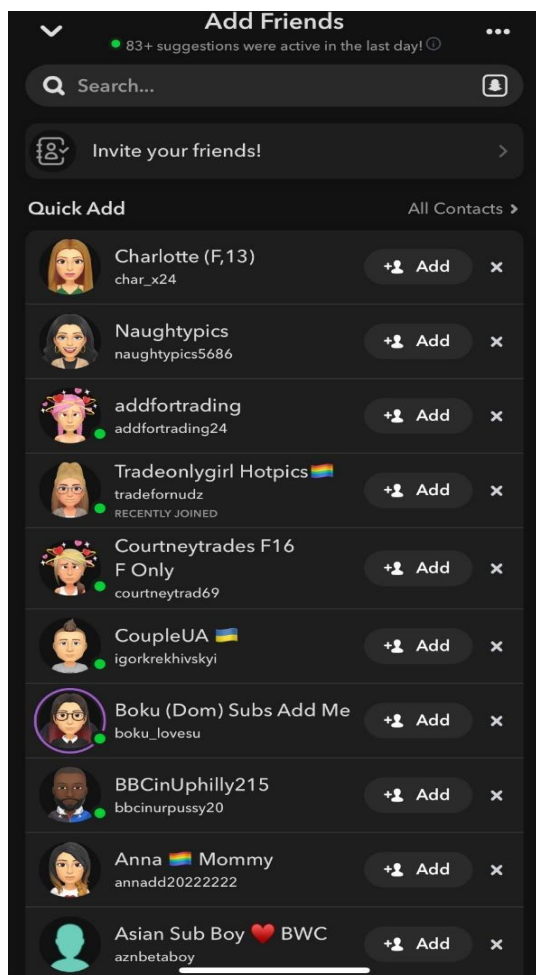 Add Friends
83+ suggestions were active in the last day!
Search...
Invite your friends!
Quick Add
All Contacts
Charlotte (F,13)
char_x24
Add
Naughtypics
naughtypics5686
Add
addfortrading
addfortrading24
Add
Tradeonlygirl Hotpics🏳️‍🌈
tradefornudz
RECENTLY JOINED
Add
Courtneytrades F16
F Only
courtneytrad69
Add
CoupleUA 🇺🇦
igorkrekhivskyi
Add
Boku (Dom) Subs Add Me
boku_lovesu
Add
BBCinUphilly215
bbcinurpussy20
Add
Anna 🏳️‍🌈 Mommy
annadd20222222
Add
Asian Sub Boy ♥️ BWC
aznbetaboy
Add